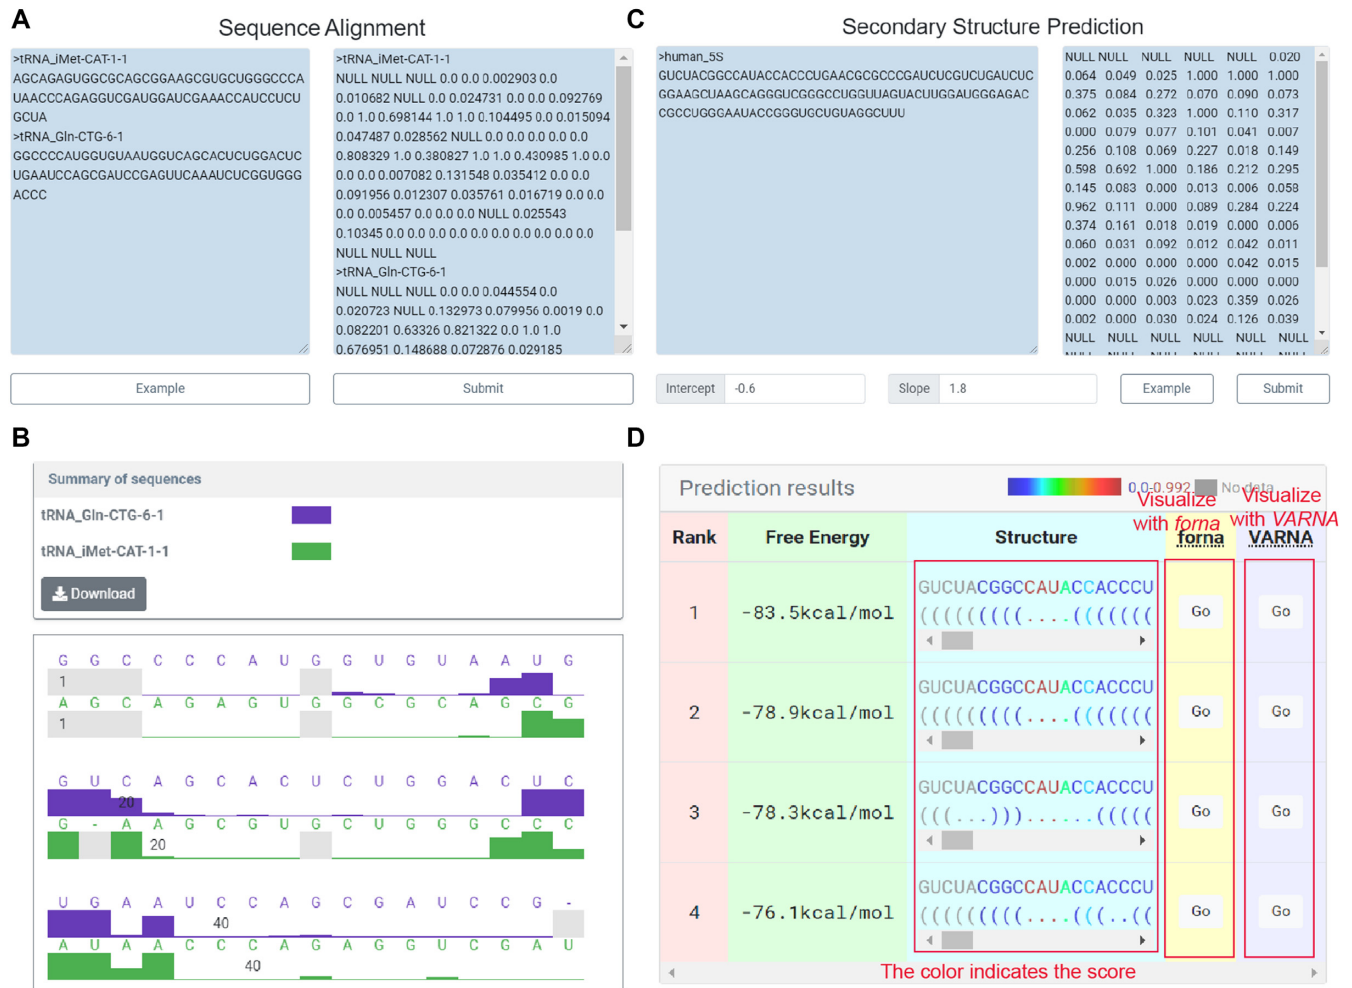 A
Sequence Alignment
>tRNA_iMet-CAT-1-1
AGCAGAGUGGCGCAGCGGAAGCGUGCUGGGCCCA
UAACCCAGAGGUCGAUGGAUCGAAACCAUCCUCU
GCUA
>tRNA_Gln-CTG-6-1
GGCCCCAUGGUGUAAUGGUCAGCACUCUGGACUC
UGAAUCCAGCGAUCCGAGUUCAAAUCUCGGUGGG
ACCC
>tRNA_iMet-CAT-1-1
NULL NULL NULL 0.0 0.0 0.002903 0.0
0.010682 NULL 0.0 0.024731 0.0 0.0 0.092769
0.0 1.0 0.698144 1.0 1.0 0.104495 0.0 0.015094
0.047487 0.028562 NULL 0.0 0.0 0.0 0.0 0.0
0.808329 1.0 0.380827 1.0 1.0 0.430985 1.0 0.0
0.0 0.0 0.007082 0.131548 0.035412 0.0 0.0
0.091956 0.012307 0.035761 0.016719 0.0 0.0
0.0 0.005457 0.0 0.0 0.0 NULL 0.025543
0.10345 0.0 0.0 0.0 0.0 0.0 0.0 0.0 0.0 0.0
NULL NULL NULL
>tRNA_Gln-CTG-6-1
NULL NULL NULL 0.0 0.0 0.044554 0.0
0.020723 NULL 0.132973 0.079956 0.0019 0.0
0.082201 0.63326 0.821322 0.0 1.0 1.0
0.676951 0.148688 0.072876 0.029185
Example
Submit
C
Secondary Structure Prediction
>human_5S
GUCUACGGCCAUACCACCCUGAACGCGCCCGAUCUCGUCUGAUCUC
GGAAGCUAAGCAGGGUCGGGCCUGGUUAGUACUUGGAUGGGAGAC
CGCCUGGGAAUACCGGGUGCUGUAGGCUUU
NULL NULL NULL NULL NULL 0.020
0.064 0.049 0.025 1.000 1.000 1.000
0.375 0.084 0.272 0.070 0.090 0.073
0.062 0.035 0.323 1.000 0.110 0.317
0.000 0.079 0.077 0.101 0.041 0.007
0.256 0.108 0.069 0.227 0.018 0.149
0.598 0.692 1.000 0.186 0.212 0.295
0.145 0.083 0.000 0.013 0.006 0.058
0.962 0.111 0.000 0.089 0.284 0.224
0.374 0.161 0.018 0.019 0.000 0.006
0.060 0.031 0.092 0.012 0.042 0.011
0.002 0.000 0.000 0.000 0.042 0.015
0.000 0.015 0.026 0.000 0.000 0.000
0.000 0.000 0.003 0.023 0.359 0.026
0.002 0.000 0.030 0.024 0.126 0.039
NULL NULL NULL NULL NULL NULL
Intercept -0.6
Slope 1.8
Example
Submit
B
Summary of sequences
tRNA_Gln-CTG-6-1
tRNA_iMet-CAT-1-1
Download
G G C C C C A U G G U G U A A U G
1
A G C A G A G U G G C G C A G C G
1
G U C A G C A C U C U G G A C U C
20
G - A A G C G U G C U G G G C C C
20
U G A A U C C A G C G A U C C G -
40
A U A A C C C A G A G G U C G A U
40
D
Prediction results
0.0-0.992
No data
Visualize with forna
Visualize with VARNA
Rank Free Energy Structure forna VARNA
GUCUACGGCCAUACCACCCU
1 -83.5kcal/mol (((((((((....((((((( Go Go
GUCUACGGCCAUACCACCCU
2 -78.9kcal/mol (((((((((....((((((( Go Go
GUCUACGGCCAUACCACCCU
3 -78.3kcal/mol (((...)))......((((( Go Go
GUCUACGGCCAUACCACCCU
4 -76.1kcal/mol (((((((((....(((..(( Go Go
The color indicates the score